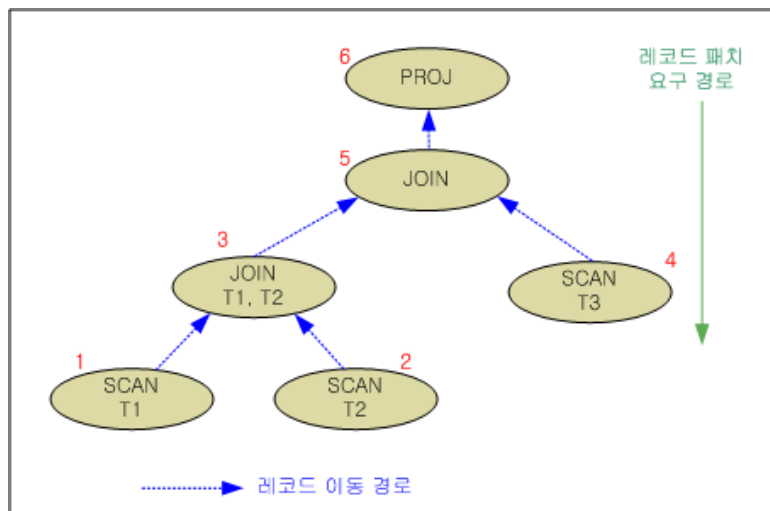 6
PROJ
레코드 패치
요구 경로
5
JOIN
3
JOIN
T1, T2
4
SCAN
T3
1
SCAN
T1
2
SCAN
T2
레코드 이동 경로